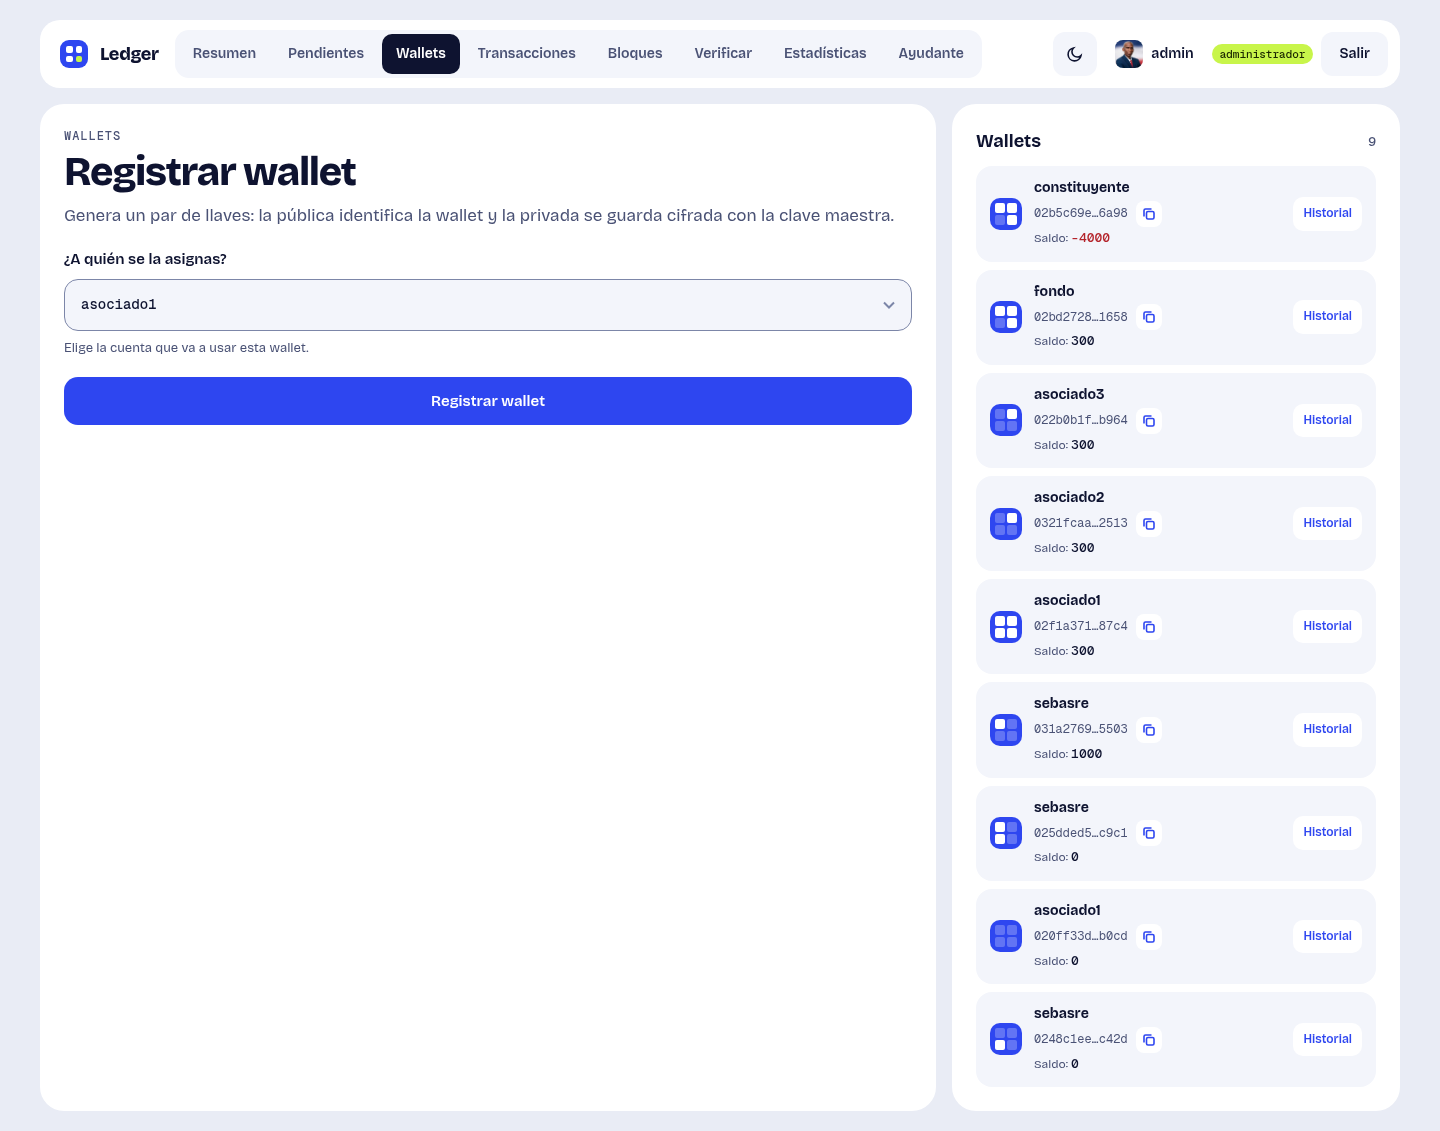 Ledger
Resumen
Pendientes
Wallets
Transacciones
Bloques
Verificar
Estadísticas
Ayudante
admin
administrador
Salir
WALLETS
Registrar wallet
Genera un par de llaves: la pública identifica la wallet y la privada se guarda cifrada con la clave maestra.
¿A quién se la asignas?
asociado1
Elige la cuenta que va a usar esta wallet.
Registrar wallet
Wallets
9
constituyente
02b5c69e…6a98
Saldo: -4000
Historial
fondo
02bd2728…1658
Saldo: 300
Historial
asociado3
022b0b1f…b964
Saldo: 300
Historial
asociado2
0321fcaa…2513
Saldo: 300
Historial
asociado1
02f1a371…87c4
Saldo: 300
Historial
sebasre
031a2769…5503
Saldo: 1000
Historial
sebasre
025dded5…c9c1
Saldo: 0
Historial
asociado1
020ff33d…b0cd
Saldo: 0
Historial
sebasre
0248c1ee…c42d
Saldo: 0
Historial